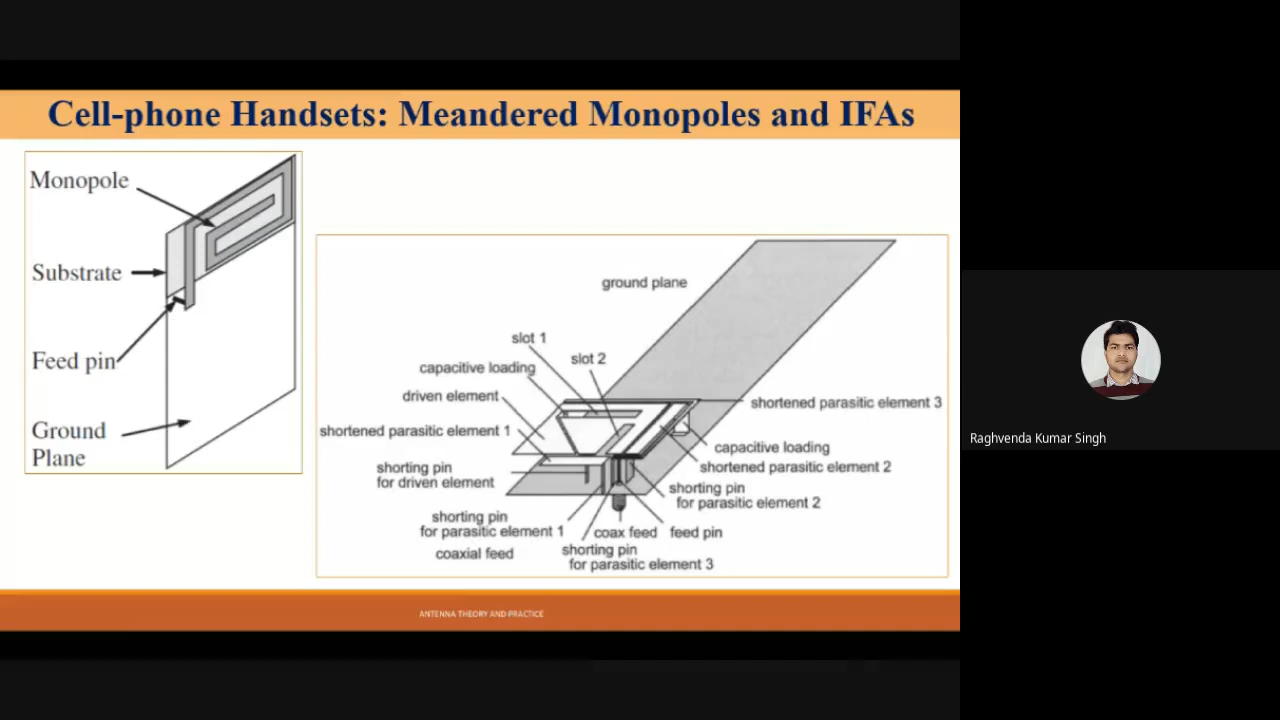 Cell-phone Handsets: Meandered Monopoles and IFAs
Monopole
Substrate
Feed pin
Ground
Plane
ground plane
slot 1
slot 2
capacitive loading
driven element
shortened parasitic element 1
shorting pin
for driven element
shorting pin
for parasitic element 1
coaxial feed
shortened parasitic element 3
capacitive loading
shortened parasitic element 2
shorting pin
for parasitic element 2
coax feed
feed pin
shorting pin
for parasitic element 3
ANTENNA THEORY AND PRACTICE
Raghvenda Kumar Singh